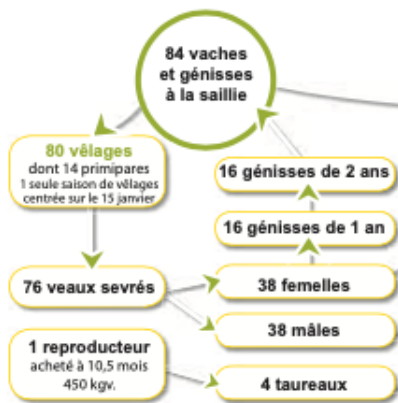 84 vaches
et génisses
à la saillie
80 vêlages
dont 14 primipares
1 seule saison de vêlages
centrée sur le 15 janvier
16 génisses de 2 ans
16 génisses de 1 an
76 veaux sevrés
38 femelles
38 mâles
1 reproducteur
acheté à 10,5 mois
450 kgv.
4 taureaux